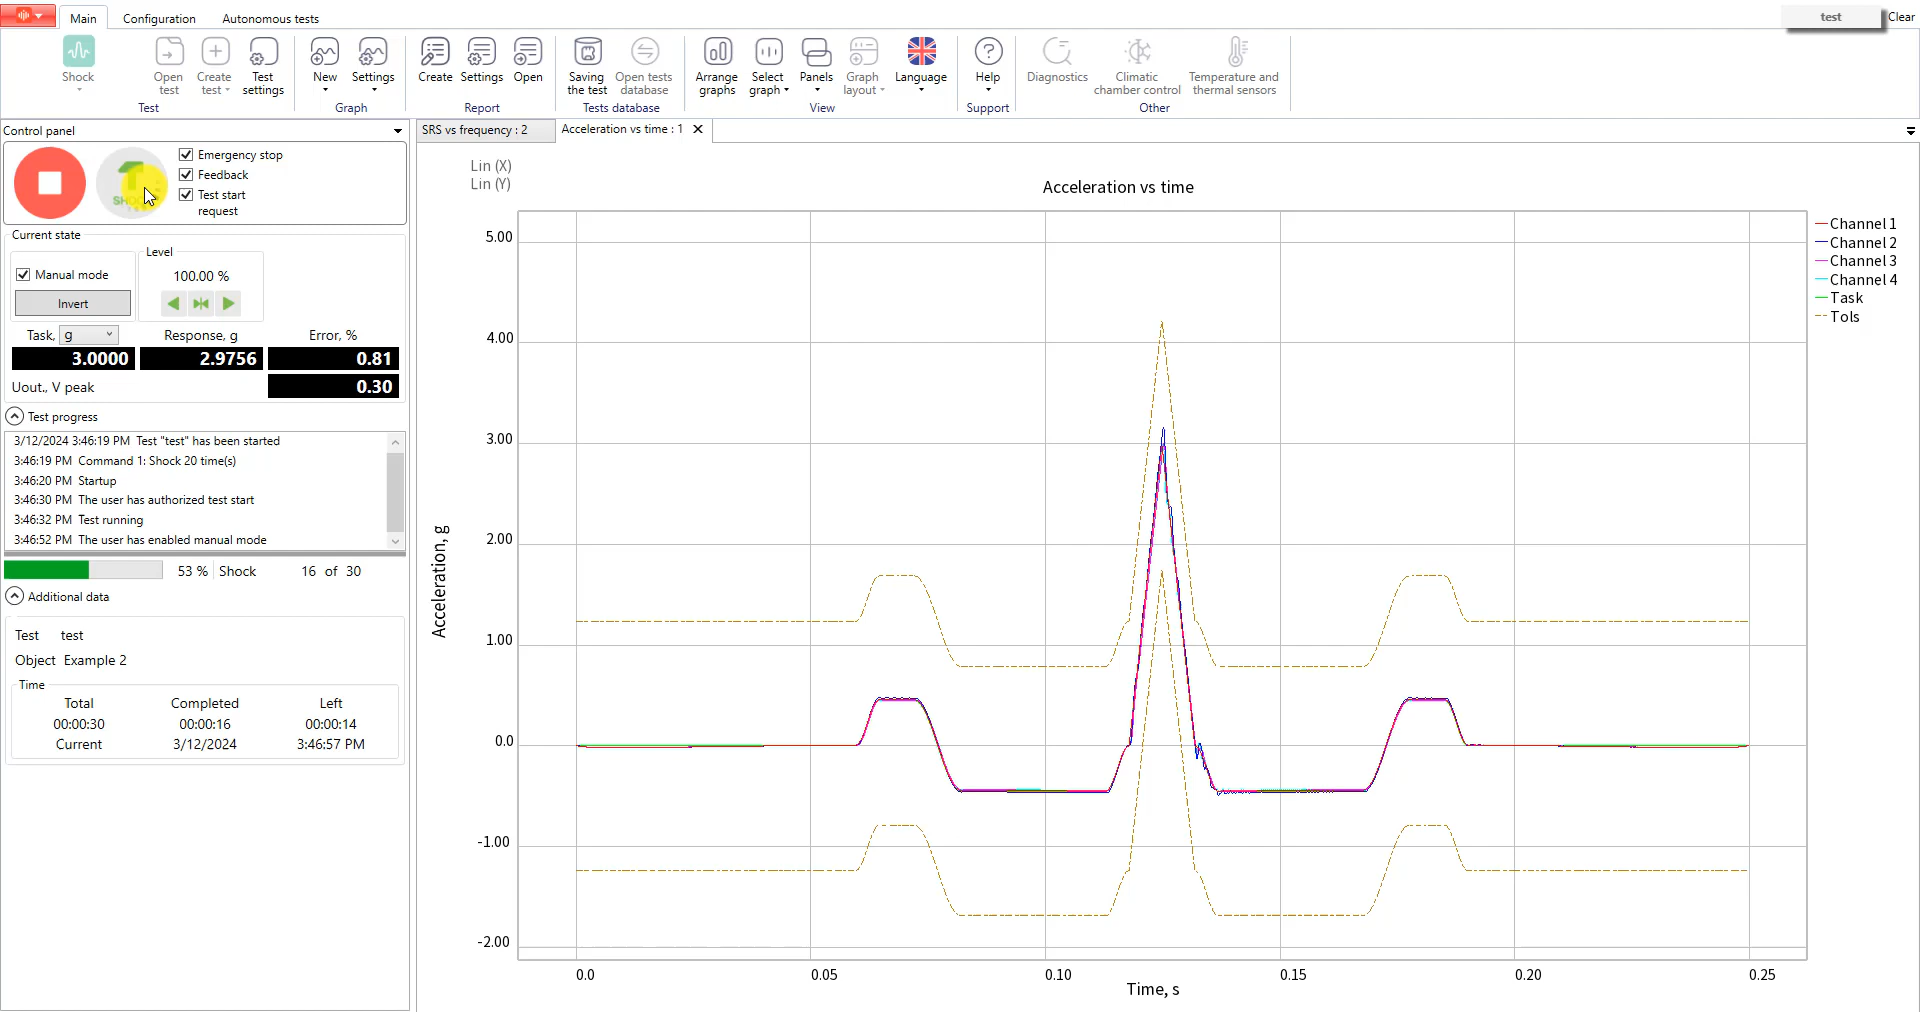 Main Configuration Autonomous tests
test Clear
Shock
Open test
Create test
Test settings
Test
New
Settings
Graph
Create
Settings
Open
Report
Saving the test
Open tests database
Tests database
Arrange graphs
Select graph
Panels
Graph layout
Language
View
Help
Support
Diagnostics
Climatic chamber control
Temperature and thermal sensors
Other
Control panel
Emergency stop
Feedback
Test start
request
Current state
Manual mode
Invert
Level
100.00 %
Task, g Response, g Error, %
3.0000 2.9756 0.81
Uout., V peak 0.30
Test progress
3/12/2024 3:46:19 PM Test "test" has been started
3:46:19 PM Command 1: Shock 20 time(s)
3:46:20 PM Startup
3:46:30 PM The user has authorized test start
3:46:32 PM Test running
3:46:52 PM The user has enabled manual mode
53 % Shock 16 of 30
Additional data
Test test
Object Example 2
Time
Total Completed Left
00:00:30 00:00:16 00:00:14
Current 3/12/2024 3:46:57 PM
SRS vs frequency : 2 Acceleration vs time : 1
Lin (X)
Lin (Y)
Acceleration vs time
5.00
4.00
3.00
2.00
1.00
0.0
-1.00
-2.00
Acceleration, g
0.0 0.05 0.10 0.15 0.20 0.25
Time, s
Channel 1
Channel 2
Channel 3
Channel 4
Task
Tols